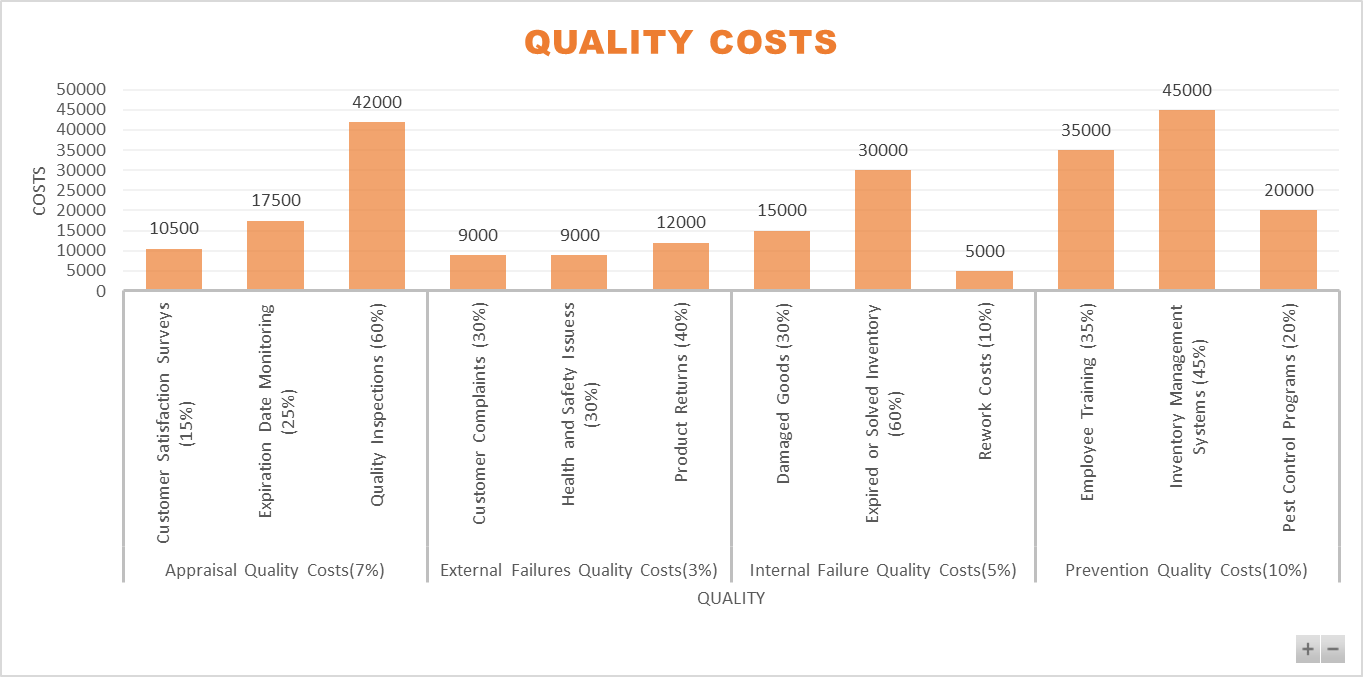 QUALITY COSTS
50000
45000
40000
35000
30000
25000
20000
15000
10000
5000
0
COSTS
10500
17500
42000
9000
9000
12000
15000
30000
5000
35000
45000
20000
Customer Satisfaction Surveys
(15%)
Expiration Date Monitoring
(25%)
Quality Inspections (60%)
Customer Complaints (30%)
Health and Safety Issuess
(30%)
Product Returns (40%)
Damaged Goods (30%)
Expired or Solved Inventory
(60%)
Rework Costs (10%)
Employee Training (35%)
Inventory Management
Systems (45%)
Pest Control Programs (20%)
Appraisal Quality Costs(7%)
External Failures Quality Costs(3%)
Internal Failure Quality Costs(5%)
Prevention Quality Costs(10%)
QUALITY
+ −